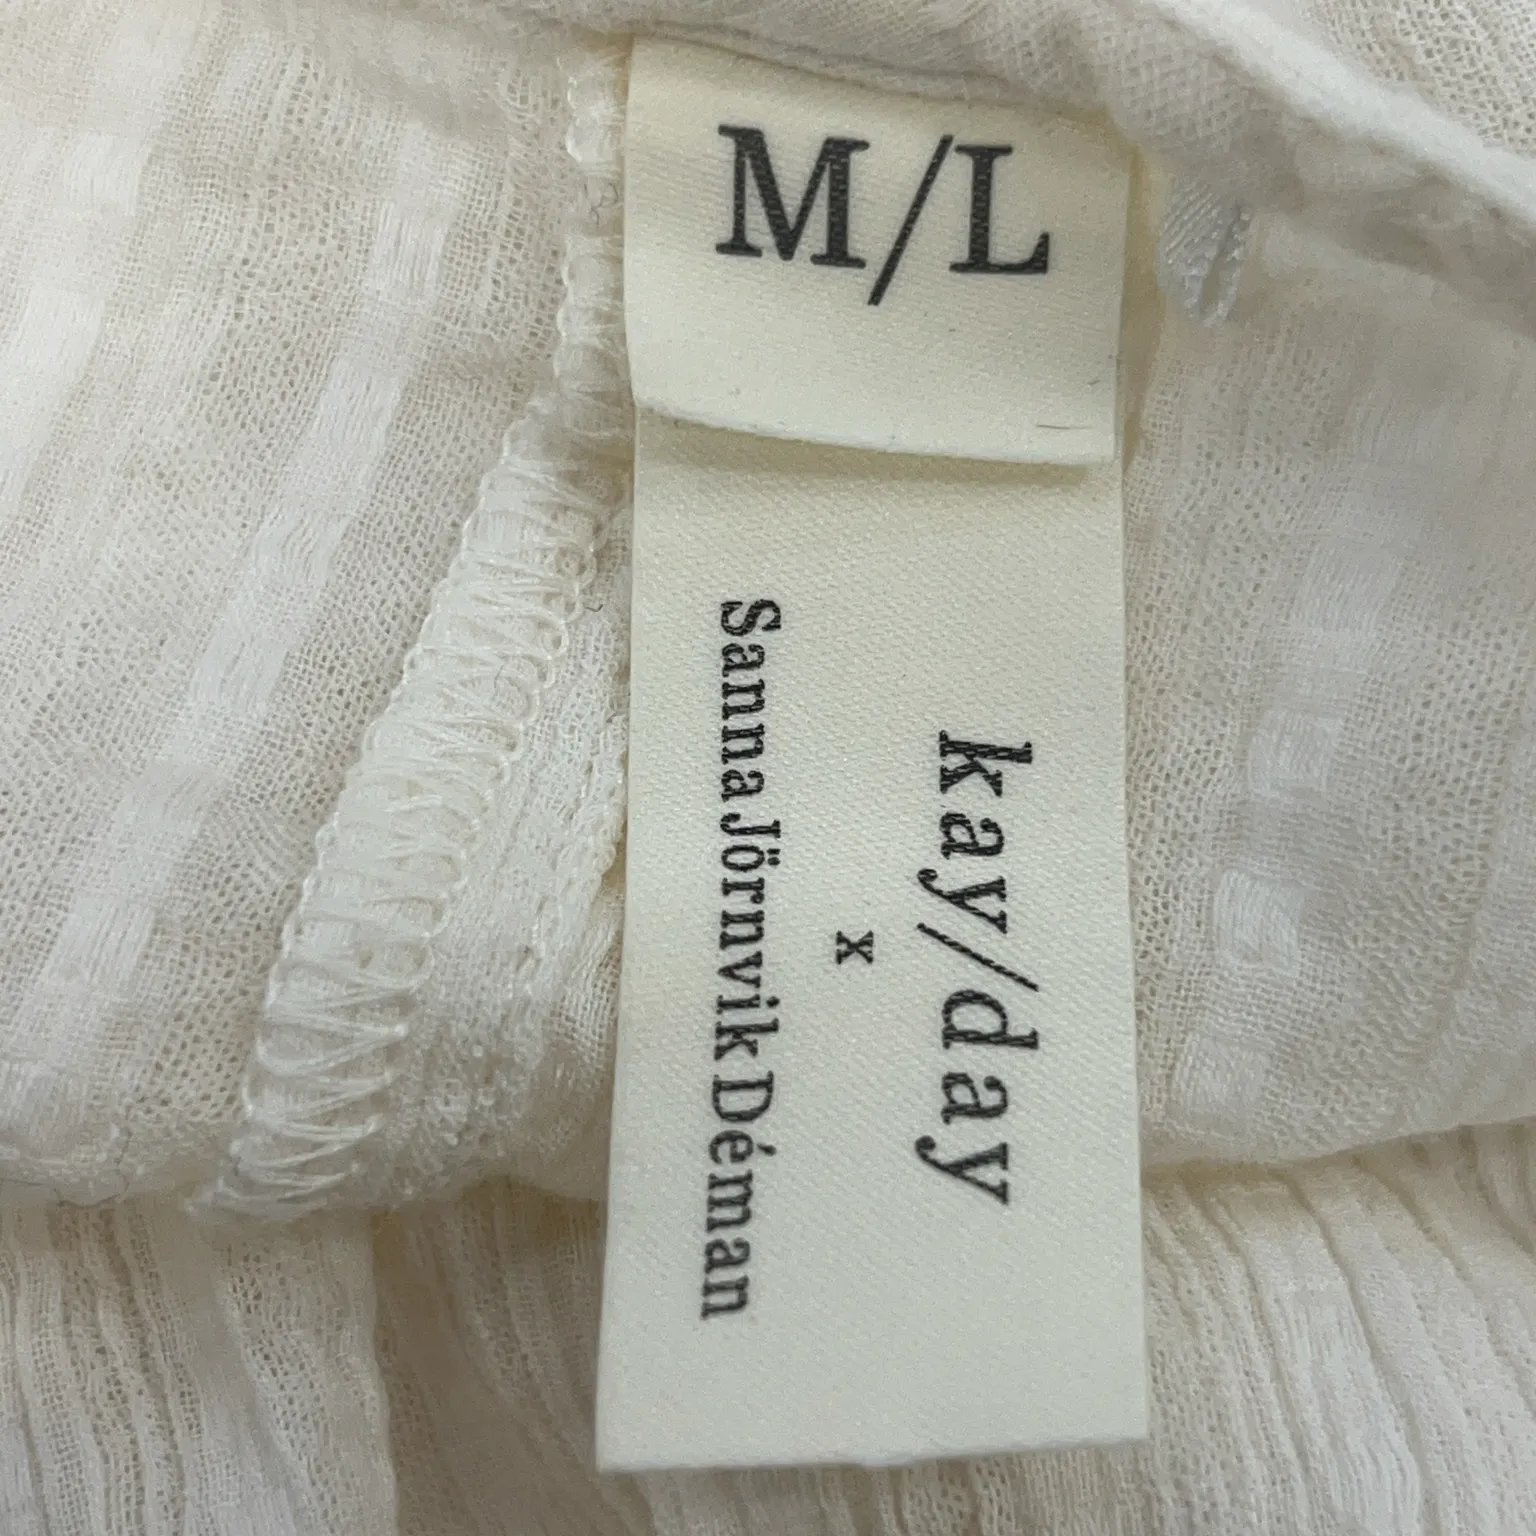 M/L
kay/day
x
Sanna Jörnvik Déman